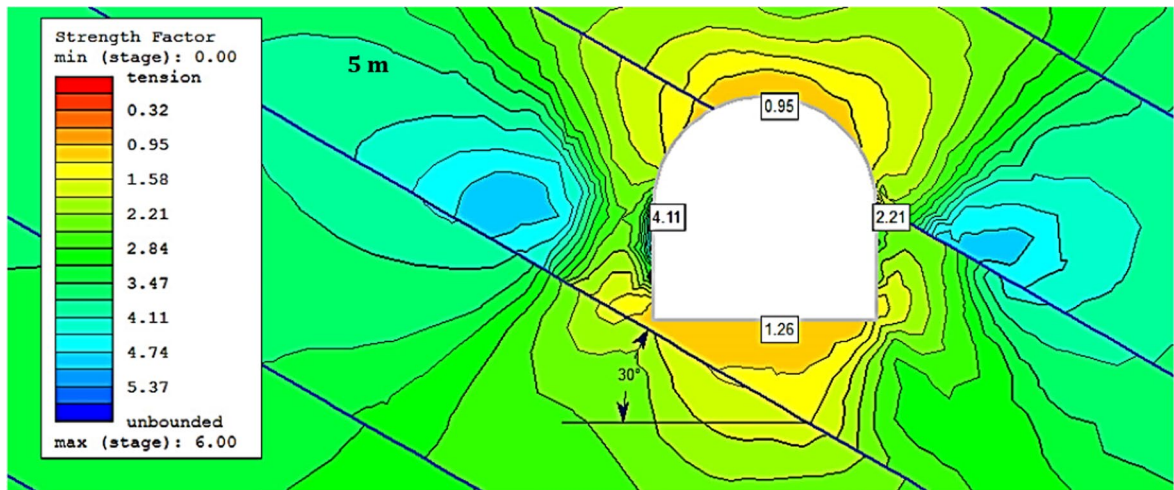 Strength Factor
min (stage): 0.00
tension
0.32
0.95
1.58
2.21
2.84
3.47
4.11
4.74
5.37
unbounded
max (stage): 6.00
5 m
0.95
4.11
2.21
1.26
30°